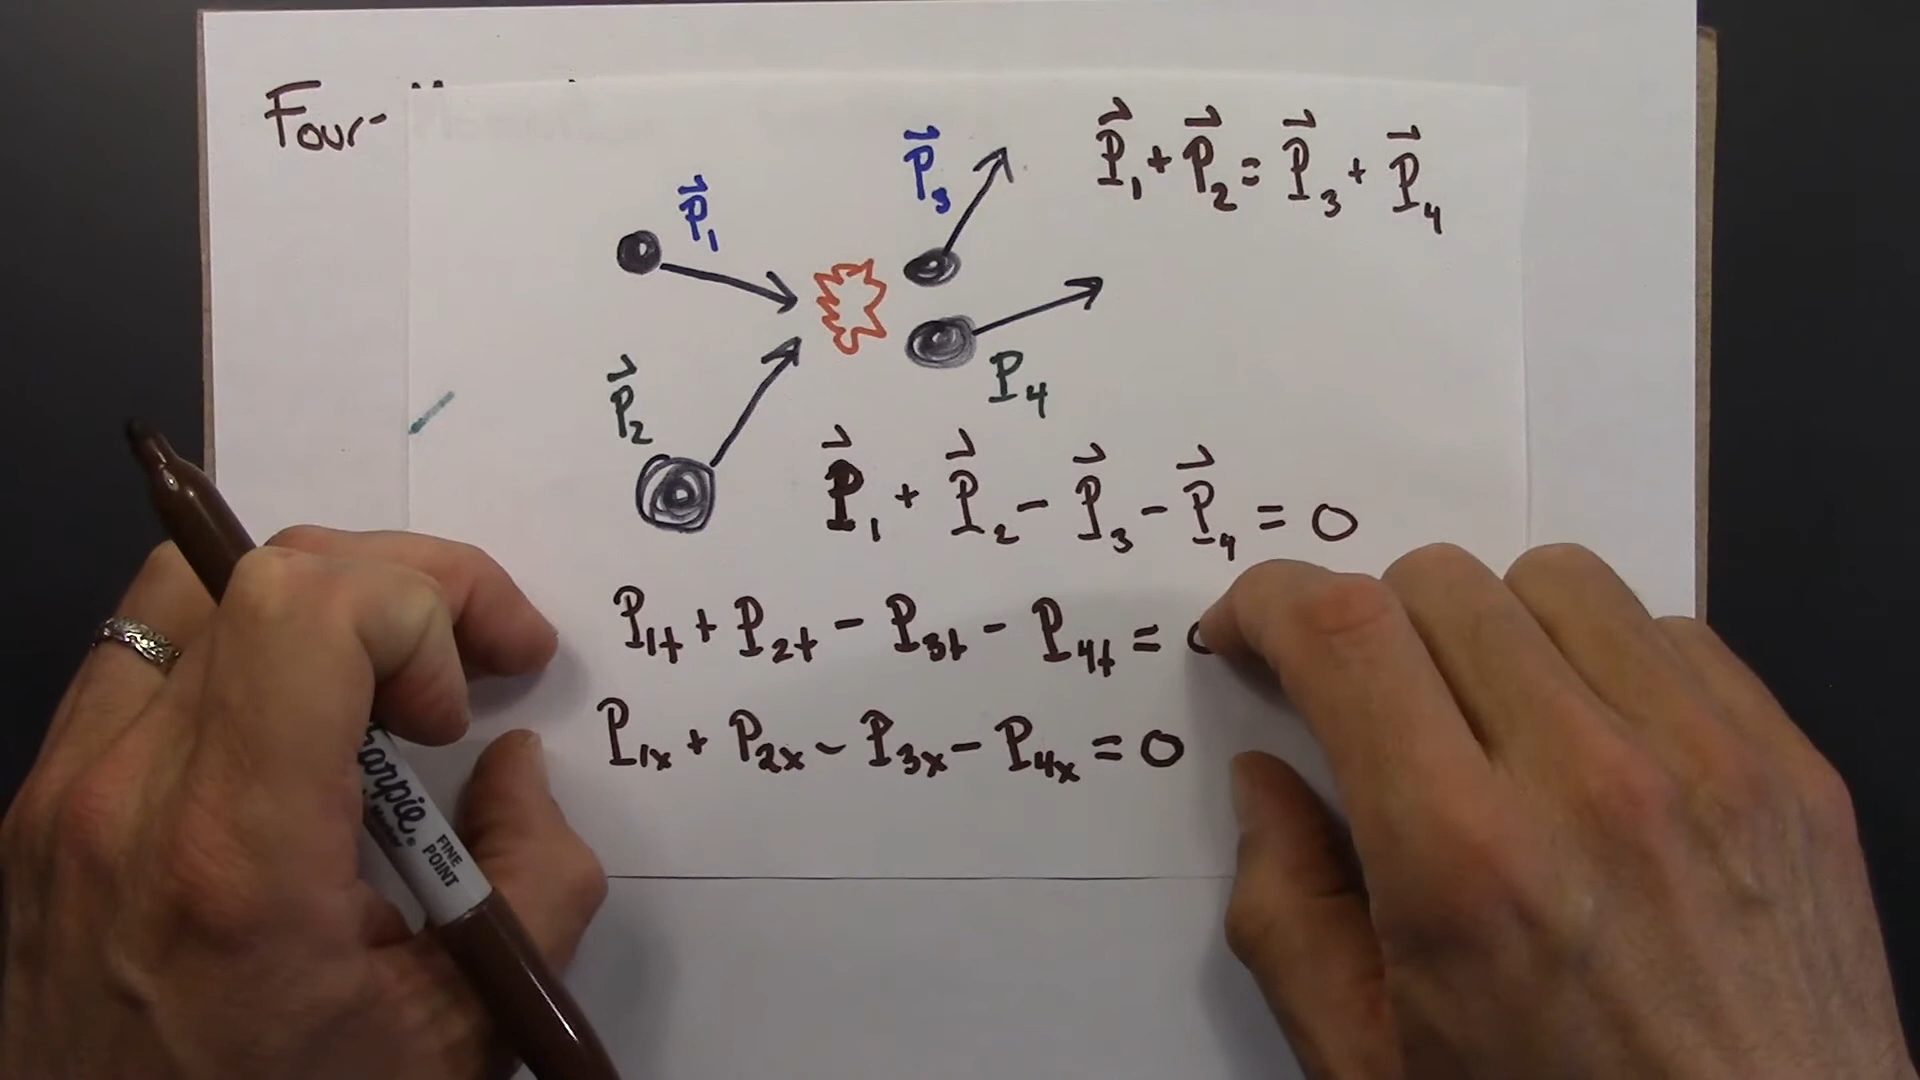 Four-
P⃗₁ + P⃗₂ = P⃗₃ + P⃗₄
P⃗₁
P⃗₃
P⃗₂
P₄
P⃗₁ + P⃗₂ - P⃗₃ - P⃗₄ = 0
P₁t + P₂t - P₃t - P₄t =
P₁x + P₂x - P₃x - P₄x = 0
FINE
POINT